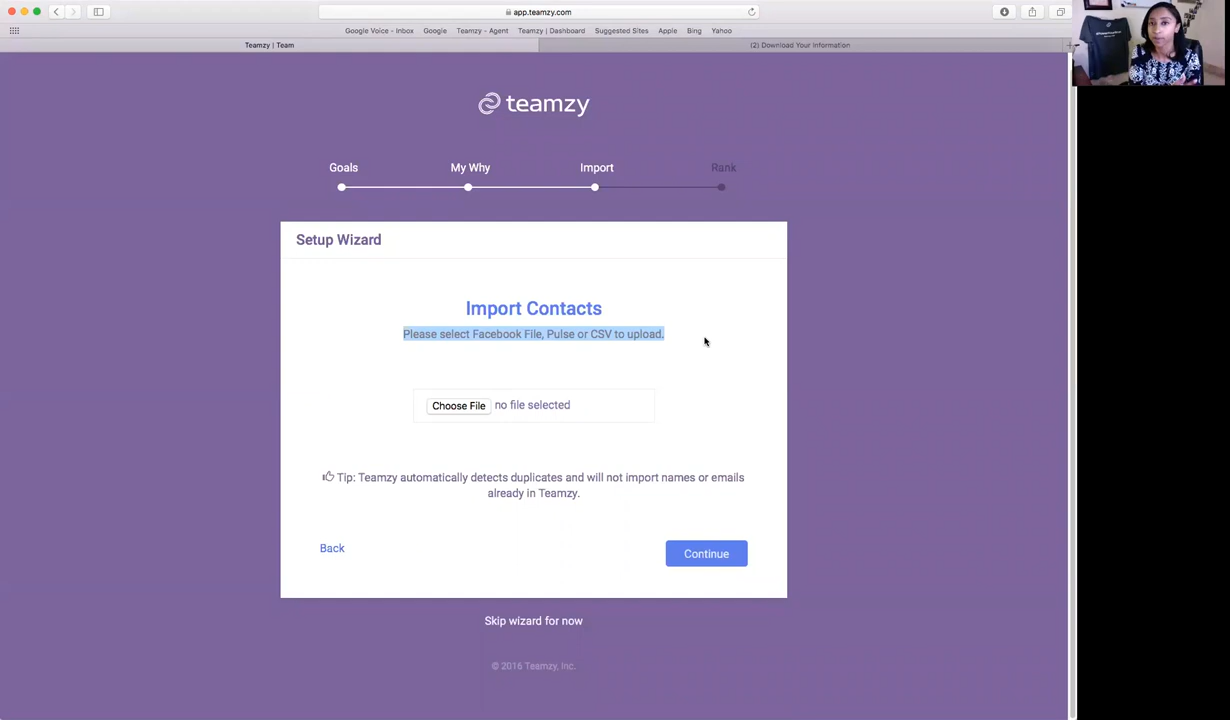 app.teamzy.com
Google Voice - Inbox Google Teamzy - Agent Teamzy | Dashboard Suggested Sites Apple Bing Yahoo
Teamzy | Team (2) Download Your Information
teamzy
Goals My Why Import Rank
Setup Wizard
Import Contacts
Please select Facebook File, Pulse or CSV to upload.
Choose File no file selected
Tip: Teamzy automatically detects duplicates and will not import names or emails
already in Teamzy.
Back Continue
Skip wizard for now
© 2016 Teamzy, Inc.